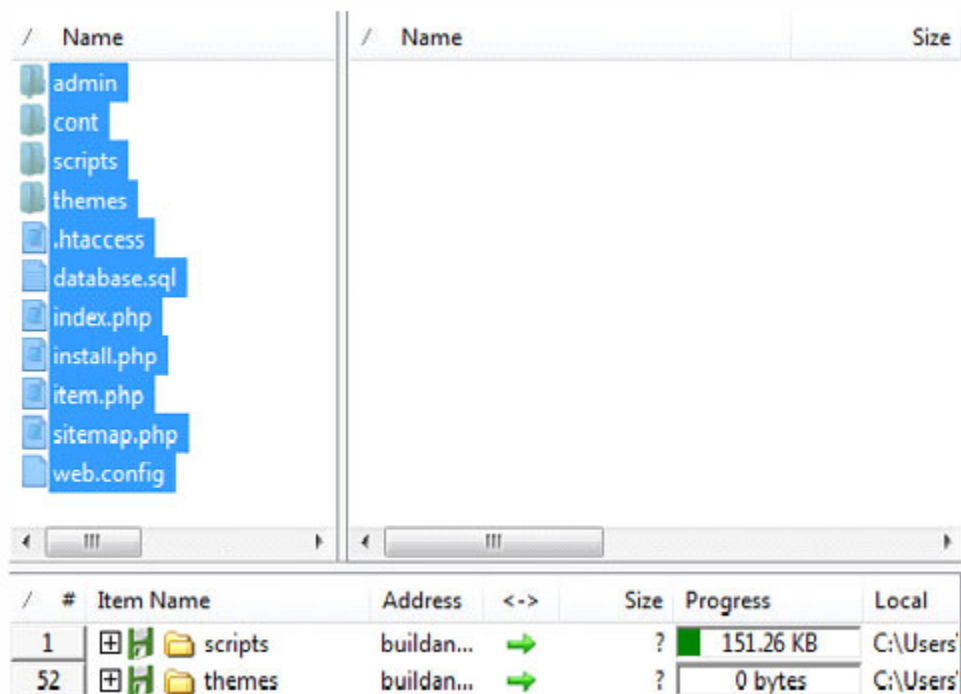 / Name / Name Size
admin
cont
scripts
themes
.htaccess
database.sql
index.php
install.php
item.php
sitemap.php
web.config
/ # Item Name Address <-> Size Progress Local
1 scripts buildan... ? 151.26 KB C:\Users
52 themes buildan... ? 0 bytes C:\Users